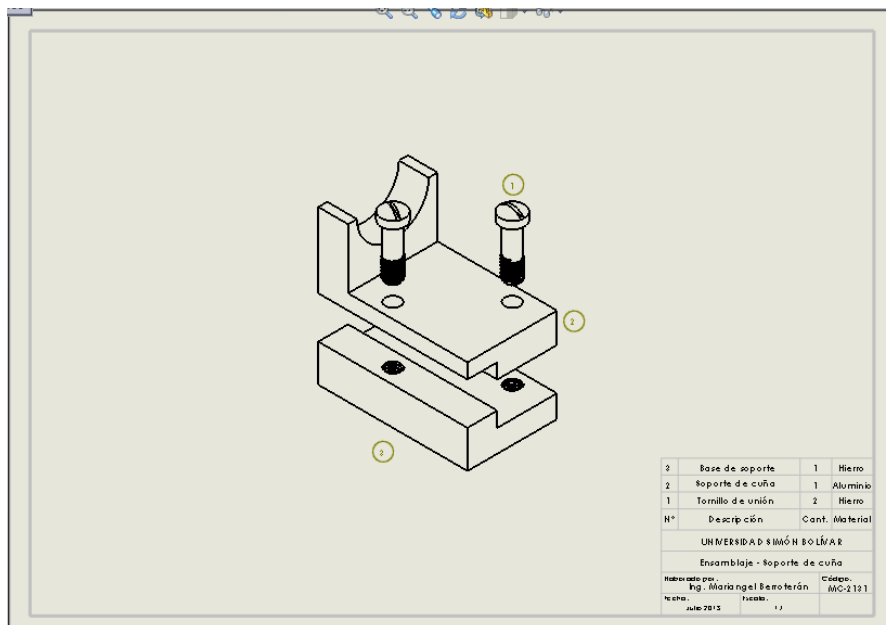 1
2
3
3 Base de soporte 1 Hierro
2 Soporte de cuña 1 Aluminio
1 Tornillo de unión 2 Hierro
N° Descripción Cant. Material
UNIVERSIDAD SIMÓN BOLÍVAR
Ensamblaje - Soporte de cuña
Elaborado por. Código.
Ing. Mariangel Berroterán MC-2131
Fecha. Escala.
Julio 2013